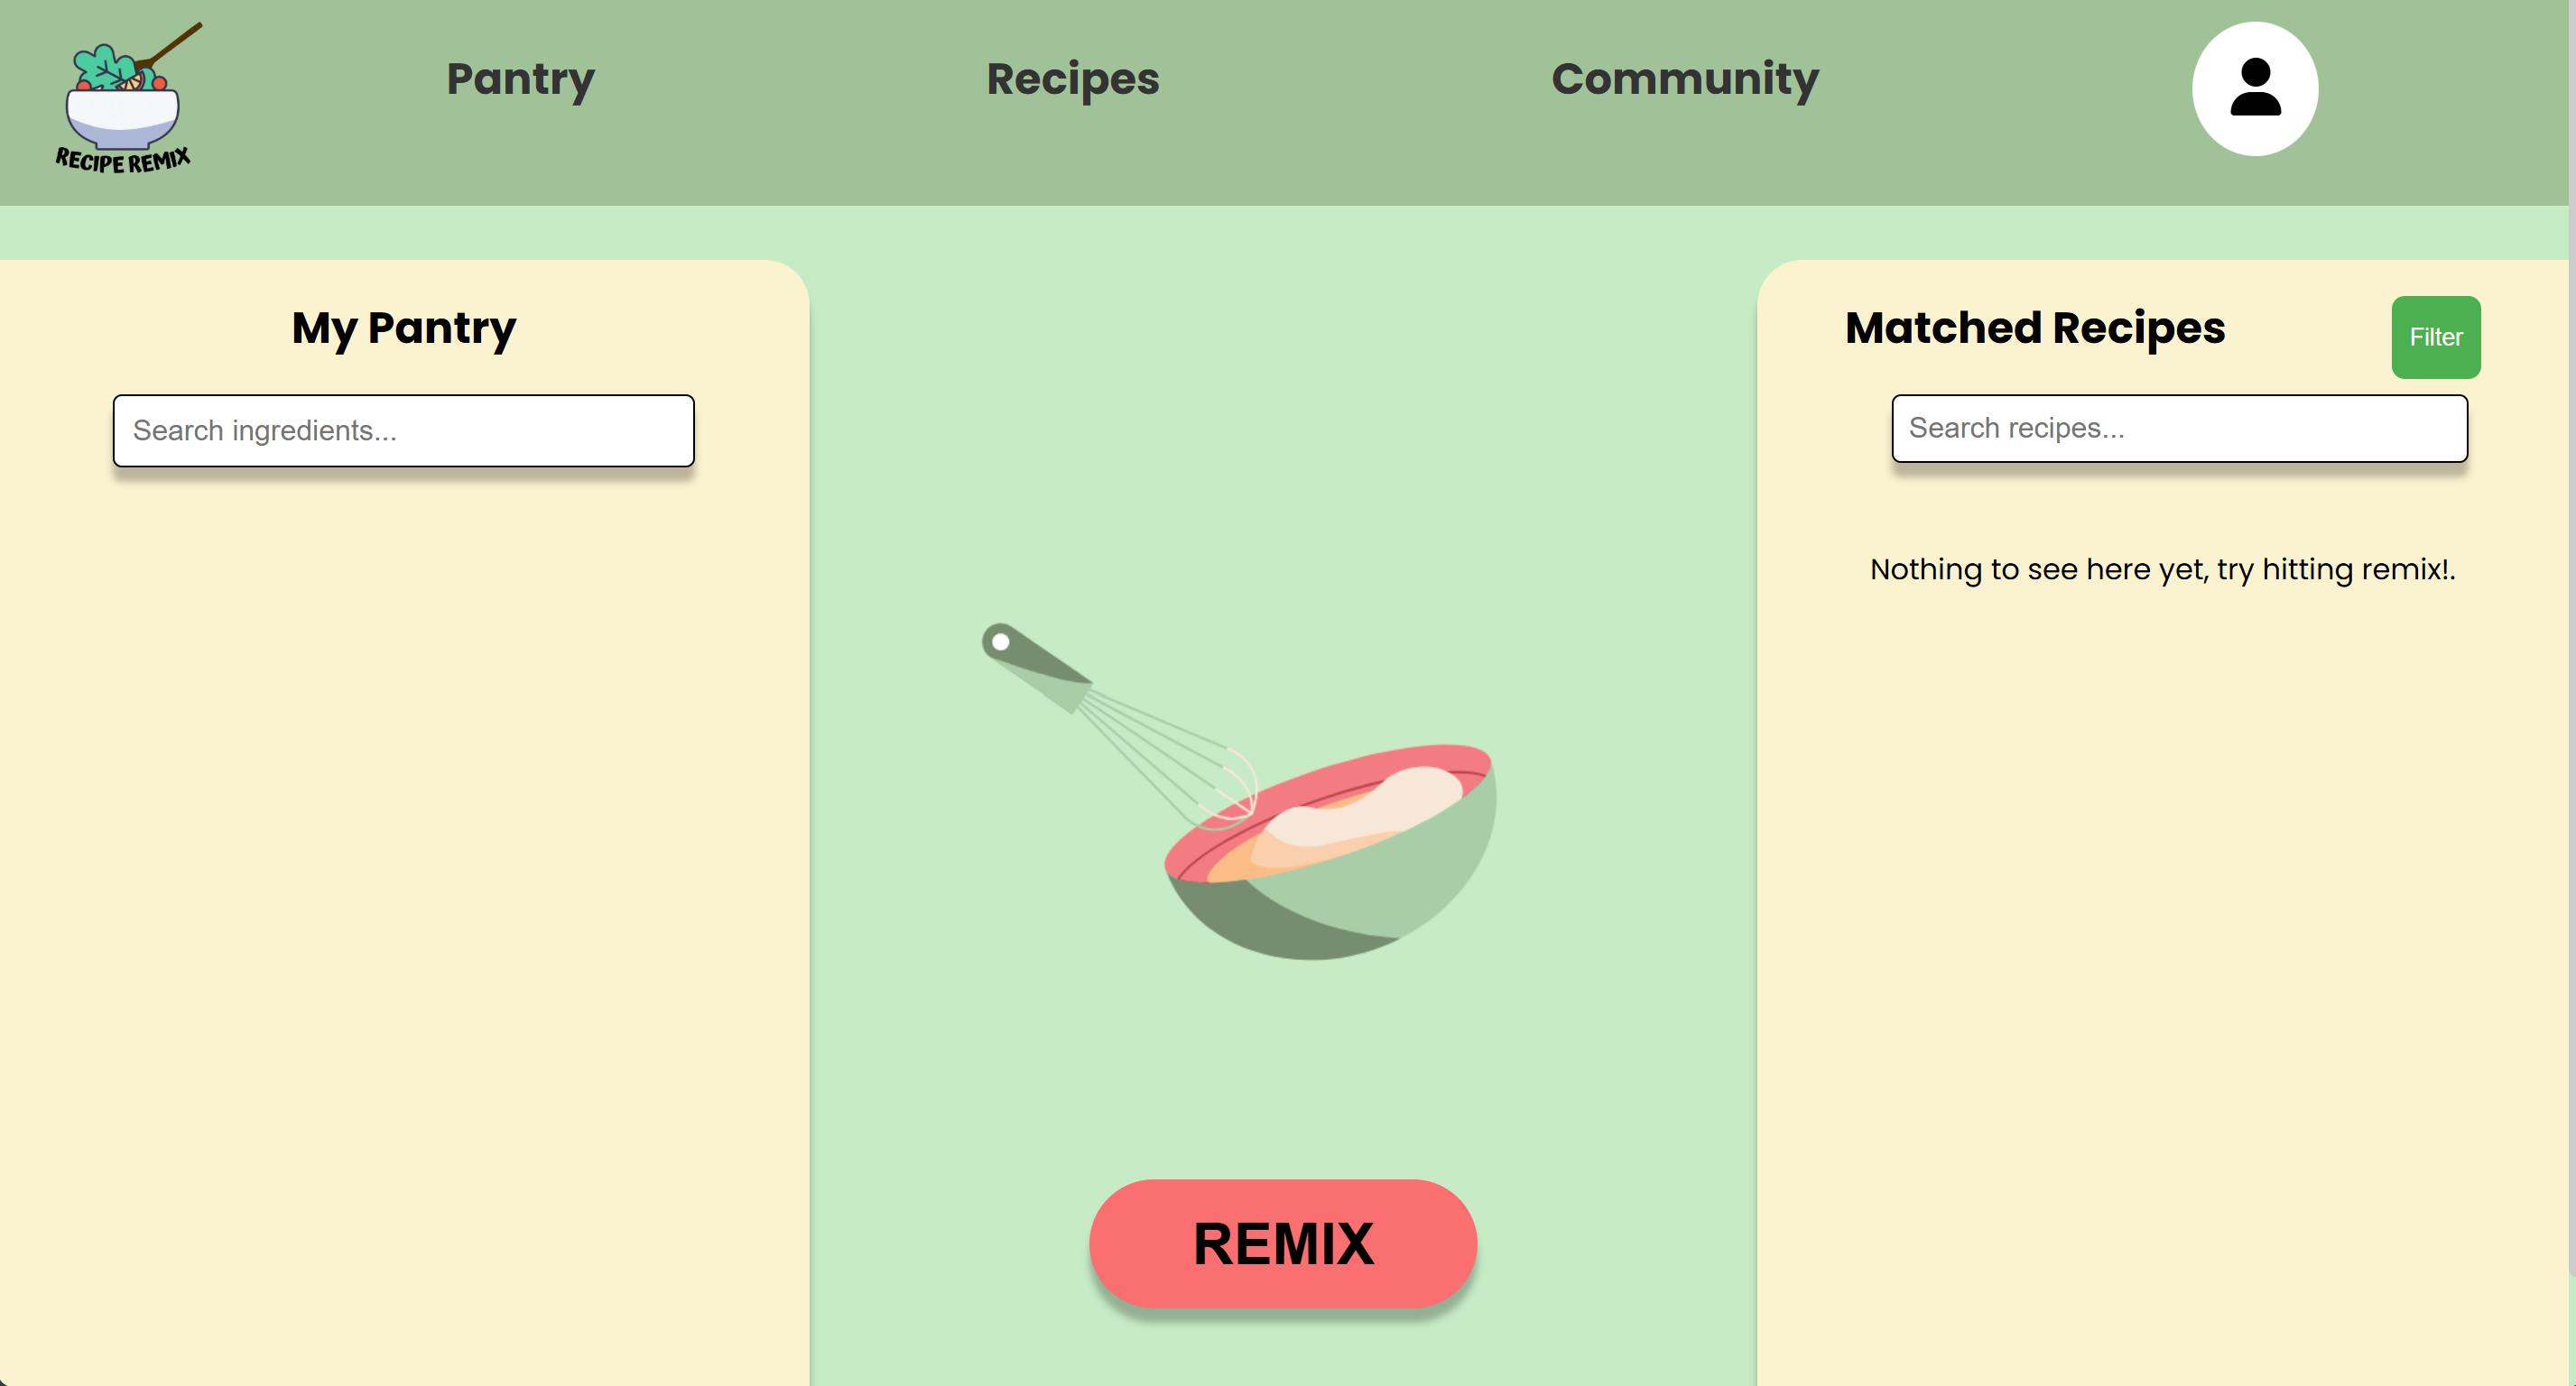 RECIPE REMIX
Pantry
Recipes
Community
My Pantry
Search ingredients...
Matched Recipes
Filter
Search recipes...
Nothing to see here yet, try hitting remix!.
REMIX